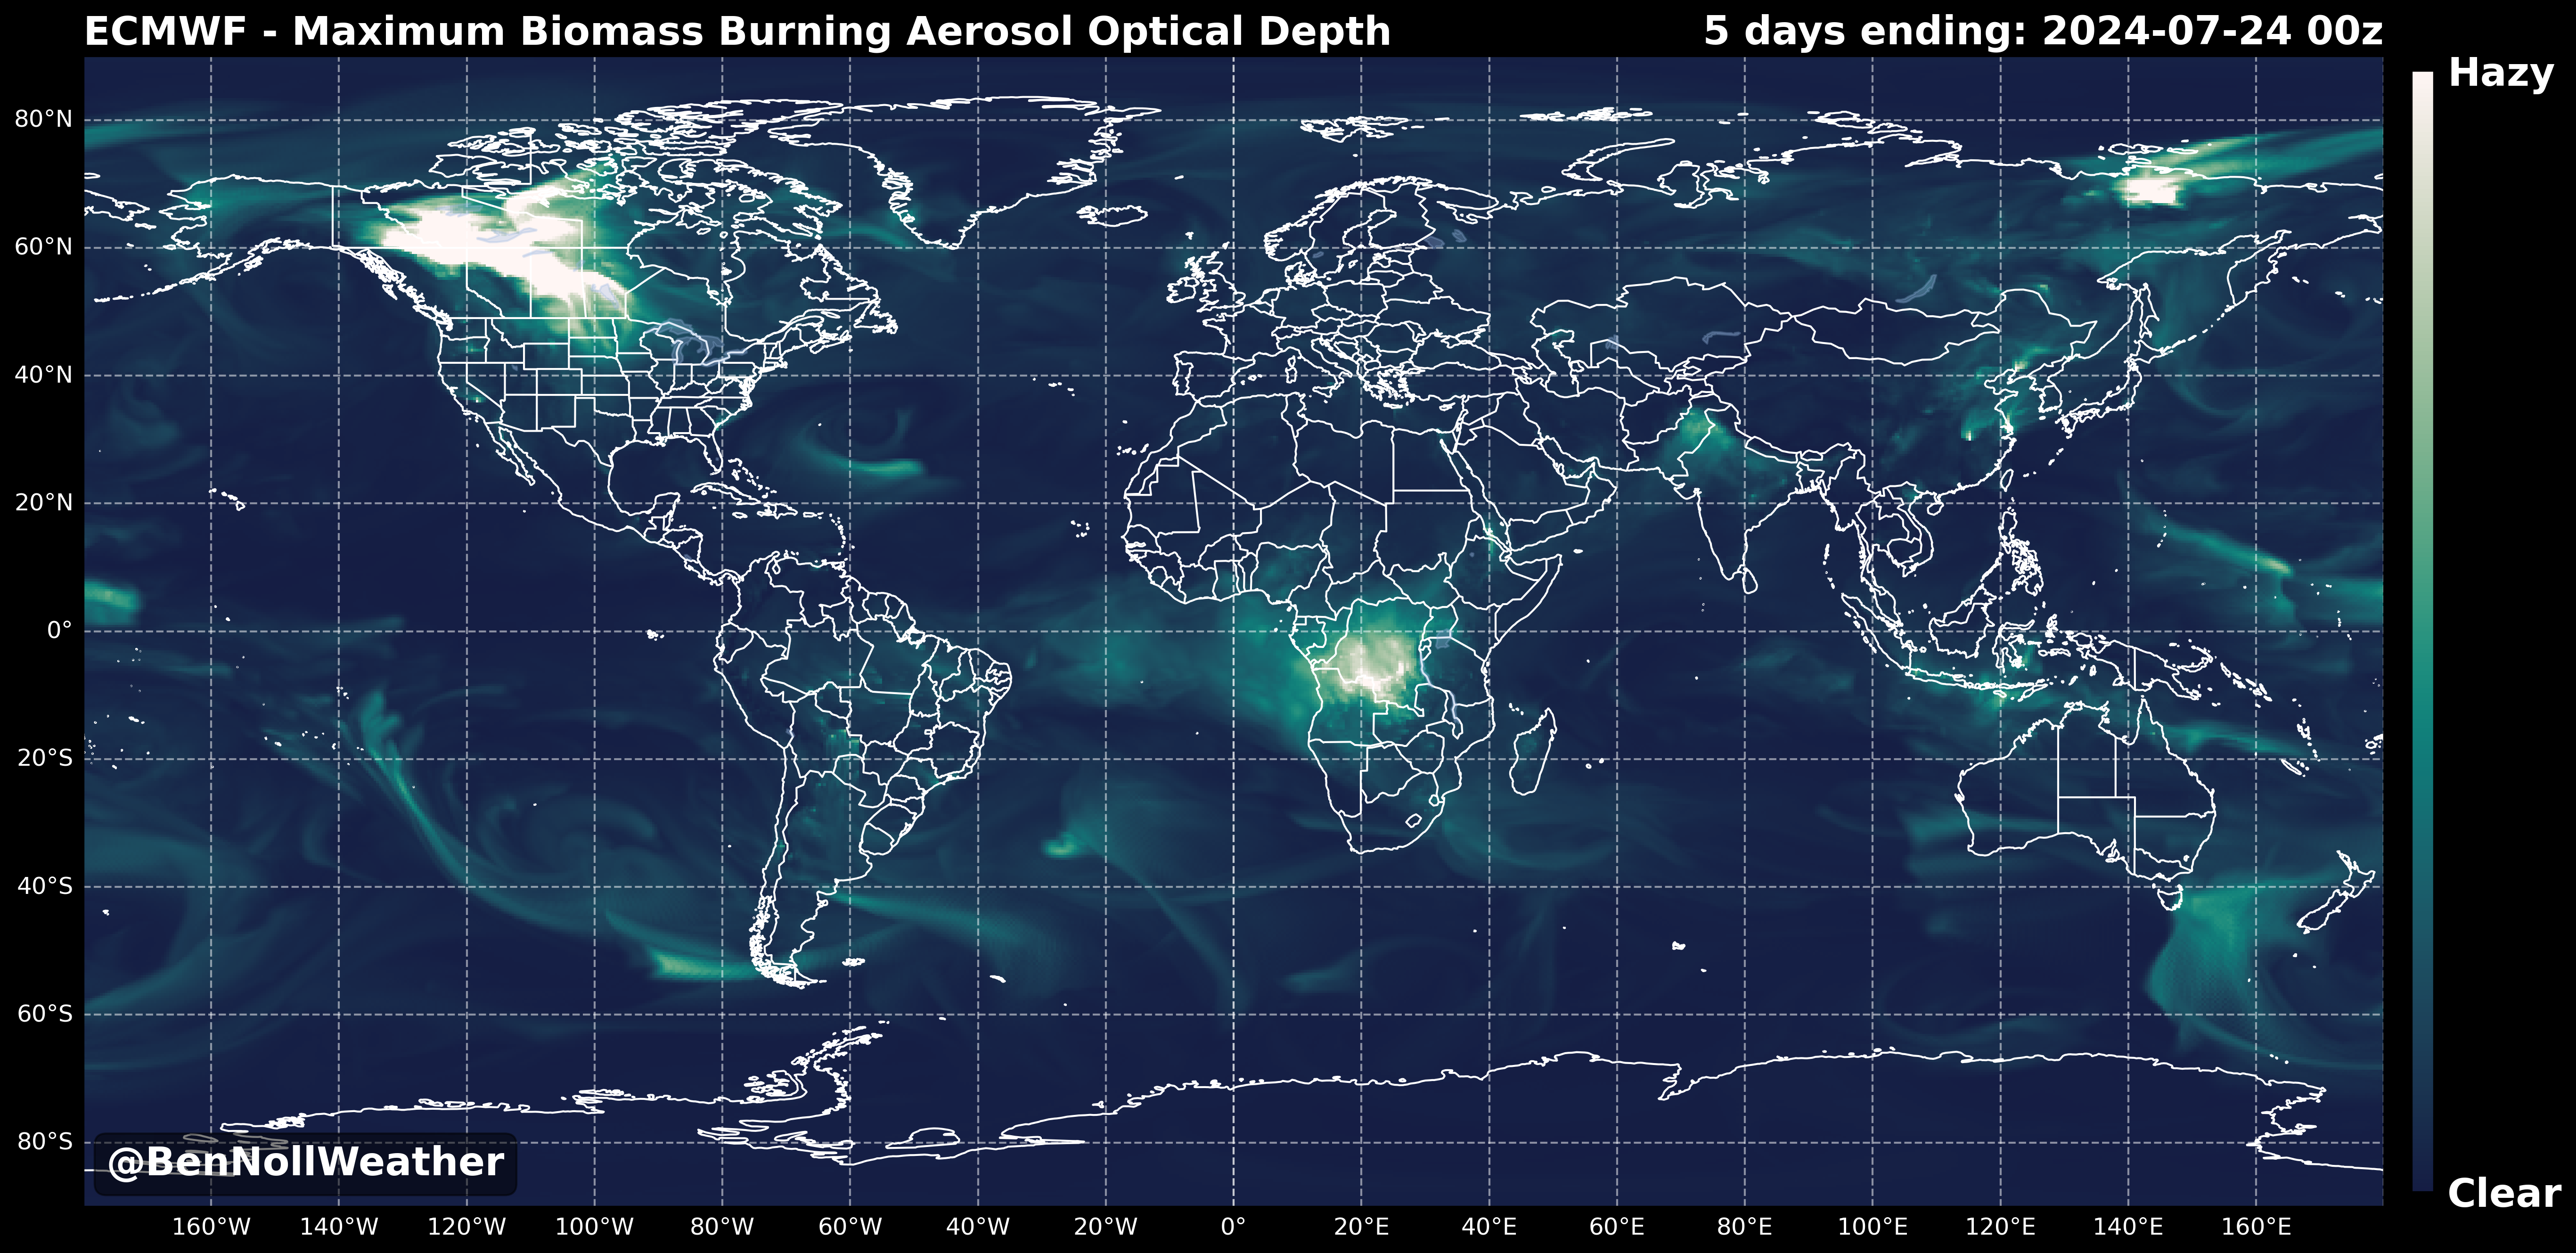 ECMWF - Maximum Biomass Burning Aerosol Optical Depth
5 days ending: 2024-07-24 00z
Hazy
80°N
60°N
40°N
20°N
0°
20°S
40°S
60°S
80°S
@BenNollWeather
Clear
160°W 140°W 120°W 100°W 80°W 60°W 40°W 20°W 0° 20°E 40°E 60°E 80°E 100°E 120°E 140°E 160°E